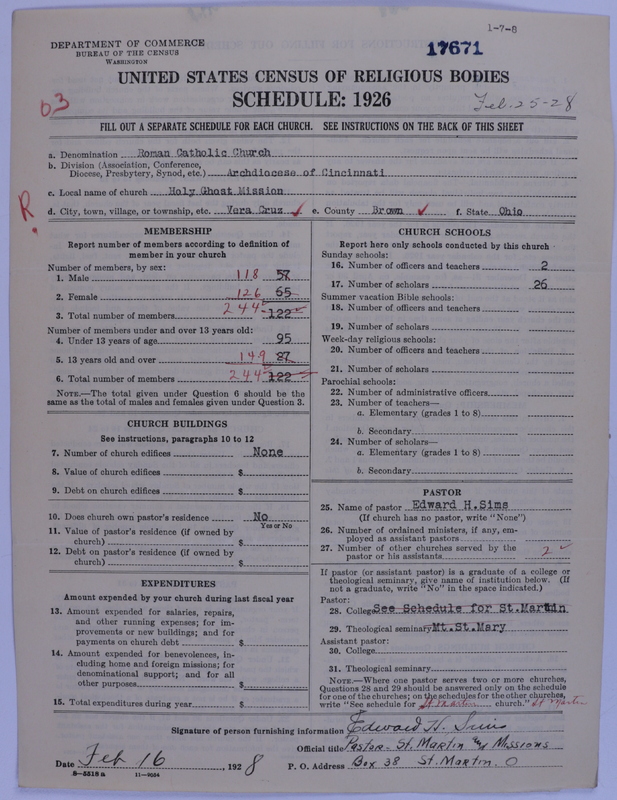 1-7-8
DEPARTMENT OF COMMERCE
BUREAU OF THE CENSUS
WASHINGTON
17671
UNITED STATES CENSUS OF RELIGIOUS BODIES
SCHEDULE: 1926
Feb. 25-28
03
FILL OUT A SEPARATE SCHEDULE FOR EACH CHURCH. SEE INSTRUCTIONS ON THE BACK OF THIS SHEET
a. Denomination Roman Catholic Church
b. Division (Association, Conference,
Diocese, Presbytery, Synod, etc.) Archdiocese of Cincinnati
c. Local name of church Holy Ghost Mission
R.
d. City, town, village, or township, etc. Vera Cruz ✓ e. County Brown ✓ f. State Ohio
MEMBERSHIP
Report number of members according to definition of
member in your church
Number of members, by sex:
1. Male 118 57
2. Female 126 65
3. Total number of members 244 122
Number of members under and over 13 years old:
4. Under 13 years of age 95
5. 13 years old and over 149 87
6. Total number of members 244 122
NOTE.—The total given under Question 6 should be
same as the total of males and females given under Question 3.
CHURCH BUILDINGS
See instructions, paragraphs 10 to 12
7. Number of church edifices None
8. Value of church edifices $
9. Debt on church edifices $
10. Does church own pastor's residence No
Yes or No
11. Value of pastor's residence (if owned by
church) $
12. Debt on pastor's residence (if owned by
church) $
EXPENDITURES
Amount expended by your church during last fiscal year
13. Amount expended for salaries, repairs,
and other running expenses; for im-
provements or new buildings; and for
payments on church debt $
14. Amount expended for benevolences, in-
cluding home and foreign missions; for
denominational support; and for all
other purposes $
15. Total expenditures during year $
CHURCH SCHOOLS
Report here only schools conducted by this church
Sunday schools:
16. Number of officers and teachers 2
17. Number of scholars 26
Summer vacation Bible schools:
18. Number of officers and teachers
19. Number of scholars
Week-day religious schools:
20. Number of officers and teachers
21. Number of scholars
Parochial schools:
22. Number of administrative officers
23. Number of teachers—
a. Elementary (grades 1 to 8)
b. Secondary
24. Number of scholars—
a. Elementary (grades 1 to 8)
b. Secondary
PASTOR
25. Name of pastor Edward H.Sims
(If church has no pastor, write "None")
26. Number of ordained ministers, if any, em-
ployed as assistant pastors
27. Number of other churches served by the
pastor or his assistants 2 ✓
If pastor (or assistant pastor) is a graduate of a college or
theological seminary, give name of institution below. (If
not a graduate, write "No" in the space indicated.)
Pastor:
28. College See Schedule for St.Martin
29. Theological seminary Mt.St.Mary
Assistant pastor:
30. College
31. Theological seminary
NOTE.—Where one pastor serves two or more churches,
Questions 28 and 29 should be answered only on the schedule
for one of the churches; on the schedules for the other churches,
write "See schedule for St Martin church." St Martin
Signature of person furnishing information Edward H. Sims
Official title Pastor - St. Martin and Missions
Date Feb 16, 1928 P. O. Address Box 38 St. Martin. O
8-5518 a 11-9034